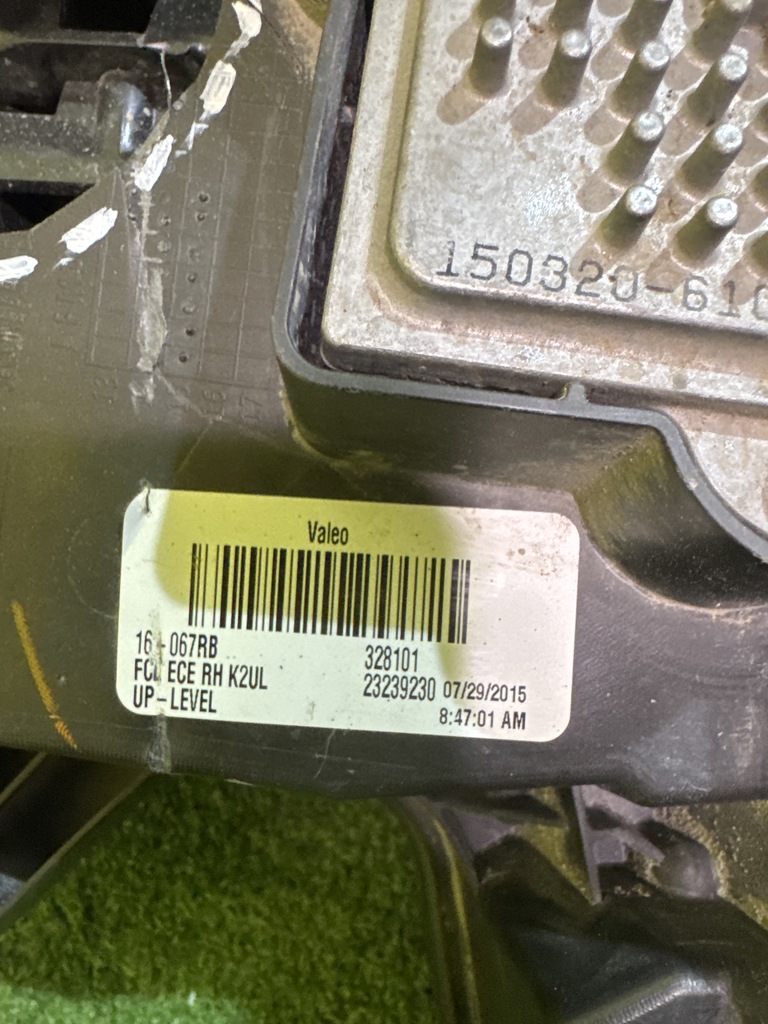 150320-610
Valeo
16-067RB
328101
FCL ECE RH K2UL
23239230 07/29/2015
UP-LEVEL
8:47:01 AM